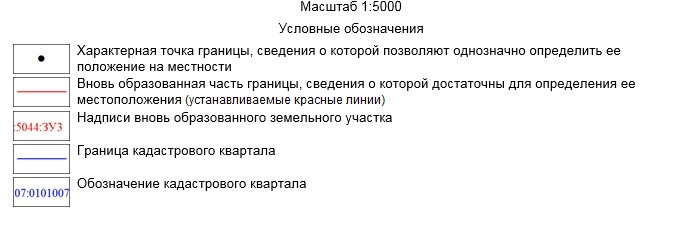 Масштаб 1:5000
Условные обозначения
Характерная точка границы, сведения о которой позволяют однозначно определить ее
положение на местности
Вновь образованная часть границы, сведения о которой достаточны для определения ее
местоположения (устанавливаемые красные линии)
:5044:ЗУ3 Надписи вновь образованного земельного участка
Граница кадастрового квартала
07:0101007 Обозначение кадастрового квартала